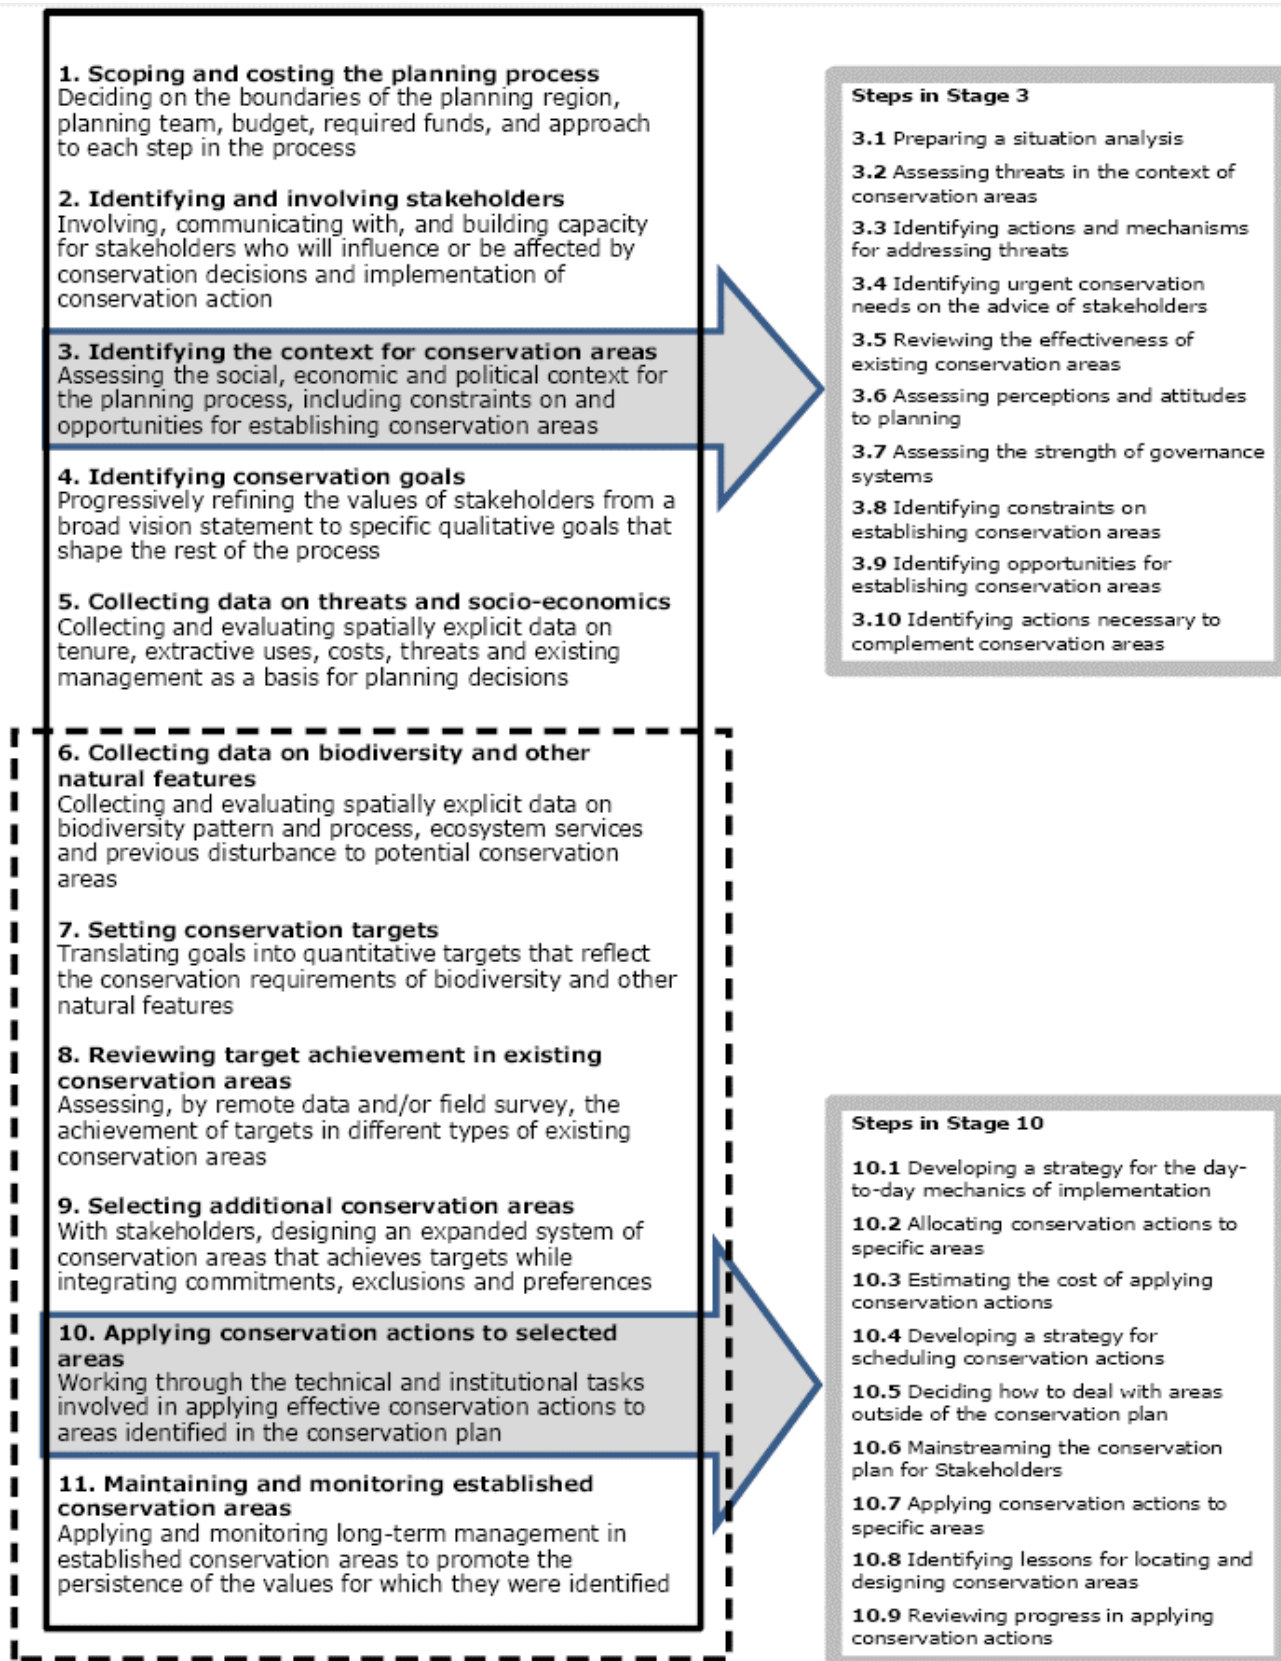 1. Scoping and costing the planning process
Deciding on the boundaries of the planning region,
planning team, budget, required funds, and approach
to each step in the process
2. Identifying and involving stakeholders
Involving, communicating with, and building capacity
for stakeholders who will influence or be affected by
conservation decisions and implementation of
conservation action
3. Identifying the context for conservation areas
Assessing the social, economic and political context for
the planning process, including constraints on and
opportunities for establishing conservation areas
4. Identifying conservation goals
Progressively refining the values of stakeholders from a
broad vision statement to specific qualitative goals that
shape the rest of the process
5. Collecting data on threats and socio-economics
Collecting and evaluating spatially explicit data on
tenure, extractive uses, costs, threats and existing
management as a basis for planning decisions
6. Collecting data on biodiversity and other
natural features
Collecting and evaluating spatially explicit data on
biodiversity pattern and process, ecosystem services
and previous disturbance to potential conservation
areas
7. Setting conservation targets
Translating goals into quantitative targets that reflect
the conservation requirements of biodiversity and other
natural features
8. Reviewing target achievement in existing
conservation areas
Assessing, by remote data and/or field survey, the
achievement of targets in different types of existing
conservation areas
9. Selecting additional conservation areas
With stakeholders, designing an expanded system of
conservation areas that achieves targets while
integrating commitments, exclusions and preferences
10. Applying conservation actions to selected
areas
Working through the technical and institutional tasks
involved in applying effective conservation actions to
areas identified in the conservation plan
11. Maintaining and monitoring established
conservation areas
Applying and monitoring long-term management in
established conservation areas to promote the
persistence of the values for which they were identified
Steps in Stage 3
3.1 Preparing a situation analysis
3.2 Assessing threats in the context of
conservation areas
3.3 Identifying actions and mechanisms
for addressing threats
3.4 Identifying urgent conservation
needs on the advice of stakeholders
3.5 Reviewing the effectiveness of
existing conservation areas
3.6 Assessing perceptions and attitudes
to planning
3.7 Assessing the strength of governance
systems
3.8 Identifying constraints on
establishing conservation areas
3.9 Identifying opportunities for
establishing conservation areas
3.10 Identifying actions necessary to
complement conservation areas
Steps in Stage 10
10.1 Developing a strategy for the day-
to-day mechanics of implementation
10.2 Allocating conservation actions to
specific areas
10.3 Estimating the cost of applying
conservation actions
10.4 Developing a strategy for
scheduling conservation actions
10.5 Deciding how to deal with areas
outside of the conservation plan
10.6 Mainstreaming the conservation
plan for Stakeholders
10.7 Applying conservation actions to
specific areas
10.8 Identifying lessons for locating and
designing conservation areas
10.9 Reviewing progress in applying
conservation actions